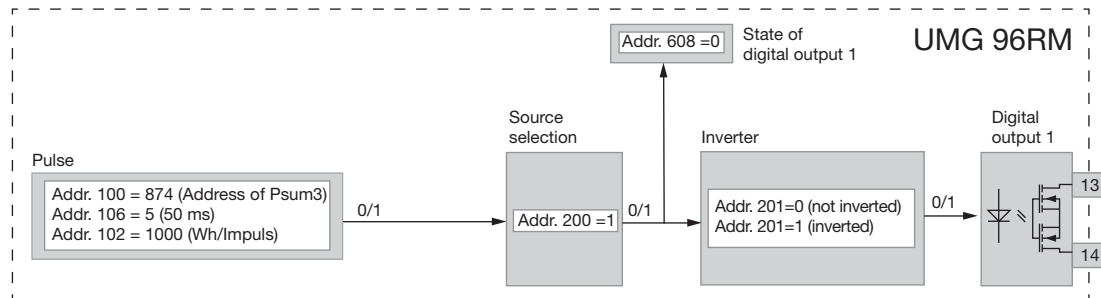 Addr. 608 =0
State of
digital output 1
UMG 96RM
Pulse
Addr. 100 = 874 (Address of Psum3)
Addr. 106 = 5 (50 ms)
Addr. 102 = 1000 (Wh/Impuls)
0/1
Source
selection
Addr. 200 =1
0/1
Inverter
Addr. 201=0 (not inverted)
Addr. 201=1 (inverted)
0/1
Digital
output 1
13
14